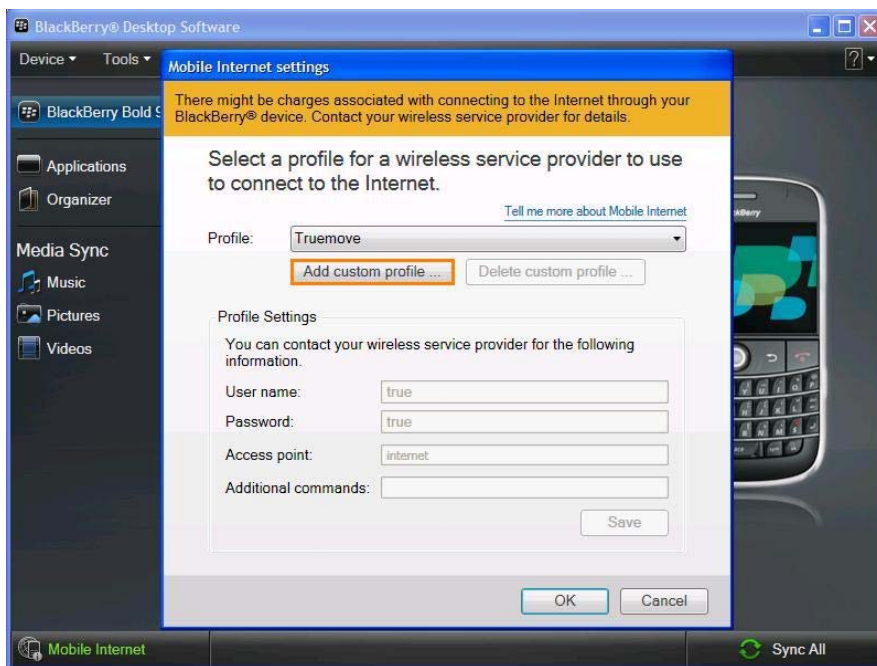 BlackBerry® Desktop Software
Device Tools
?
Mobile Internet settings
There might be charges associated with connecting to the Internet through your
BlackBerry® device. Contact your wireless service provider for details.
BlackBerry Bold 9
Applications
Organizer
Media Sync
Music
Pictures
Videos
Select a profile for a wireless service provider to use
to connect to the Internet.
Tell me more about Mobile Internet
Profile: Truemove
Add custom profile ... Delete custom profile ...
Profile Settings
You can contact your wireless service provider for the following
information.
User name: true
Password: true
Access point: internet
Additional commands:
Save
OK Cancel
Mobile Internet
Sync All